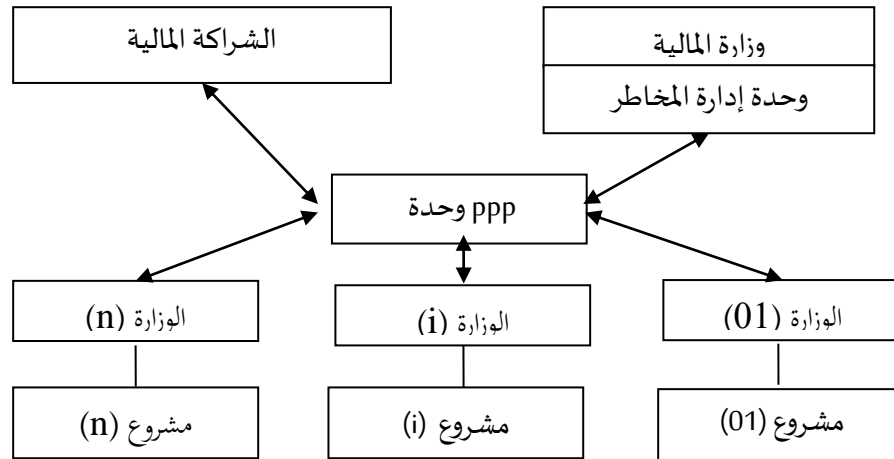 وزارة المالية
وحدة إدارة المخاطر
الشراكة المالية
وحدة ppp
الوزارة (01)
الوزارة (i)
الوزارة (n)
مشروع (01)
مشروع (i)
مشروع (n)